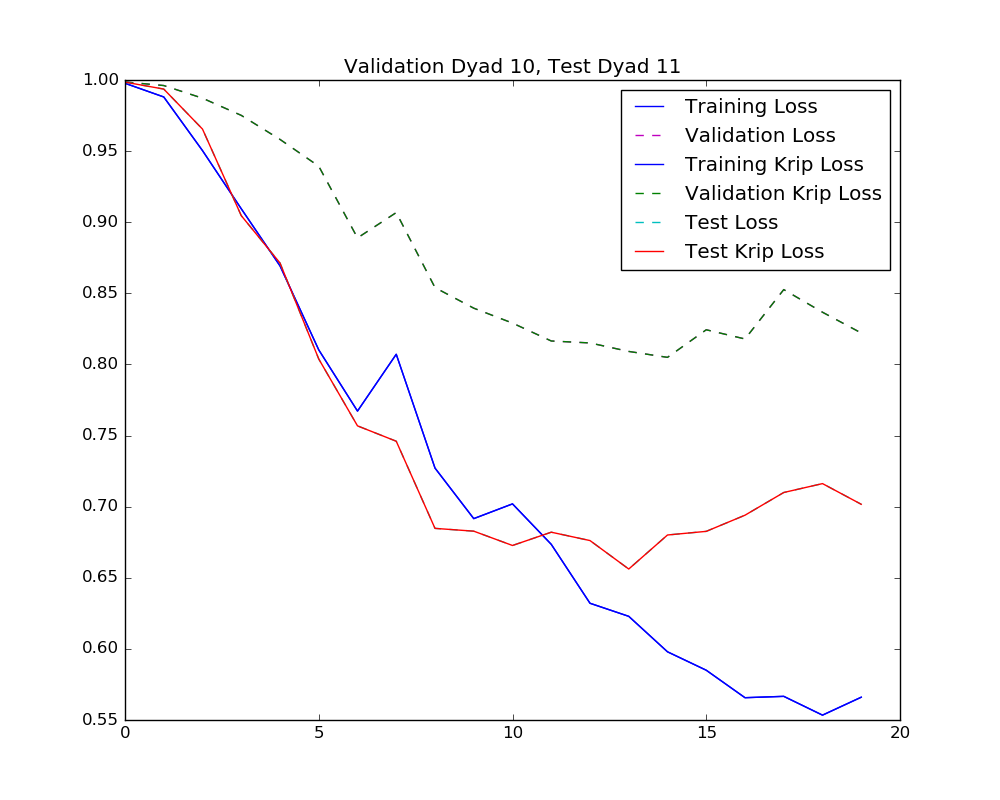 Validation Dyad 10, Test Dyad 11
1.00
0.95
0.90
0.85
0.80
0.75
0.70
0.65
0.60
0.55
0 5 10 15 20
Training Loss
Validation Loss
Training Krip Loss
Validation Krip Loss
Test Loss
Test Krip Loss